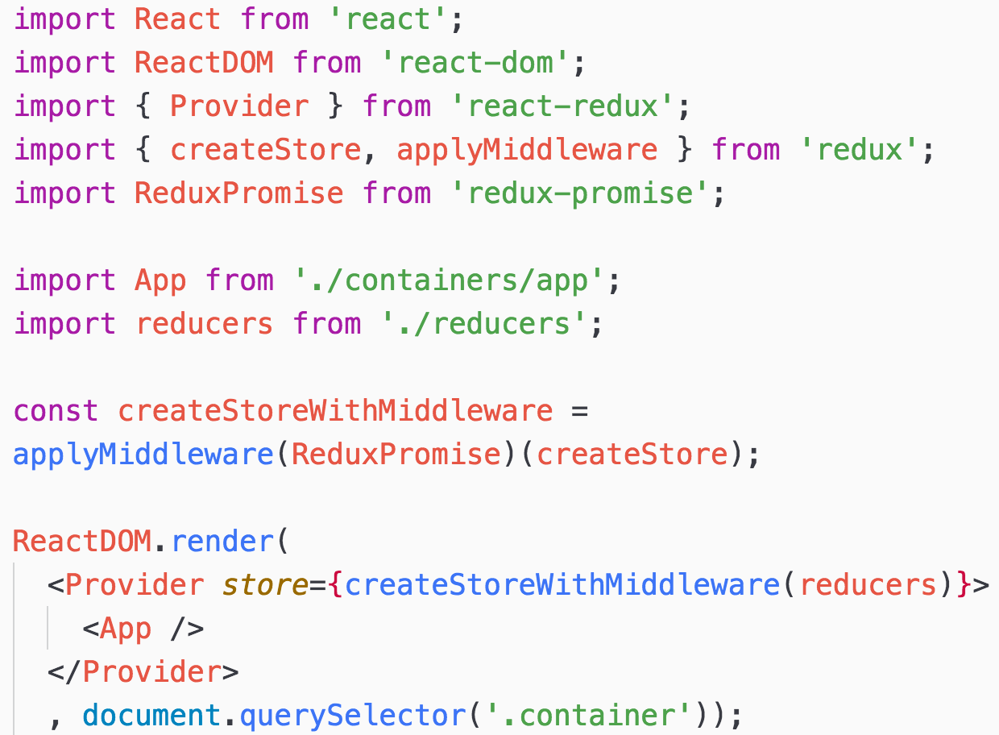 import React from 'react';
import ReactDOM from 'react-dom';
import { Provider } from 'react-redux';
import { createStore, applyMiddleware } from 'redux';
import ReduxPromise from 'redux-promise';

import App from './containers/app';
import reducers from './reducers';

const createStoreWithMiddleware =
applyMiddleware(ReduxPromise)(createStore);

ReactDOM.render(
  <Provider store={createStoreWithMiddleware(reducers)}>
    <App />
  </Provider>
  , document.querySelector('.container'));